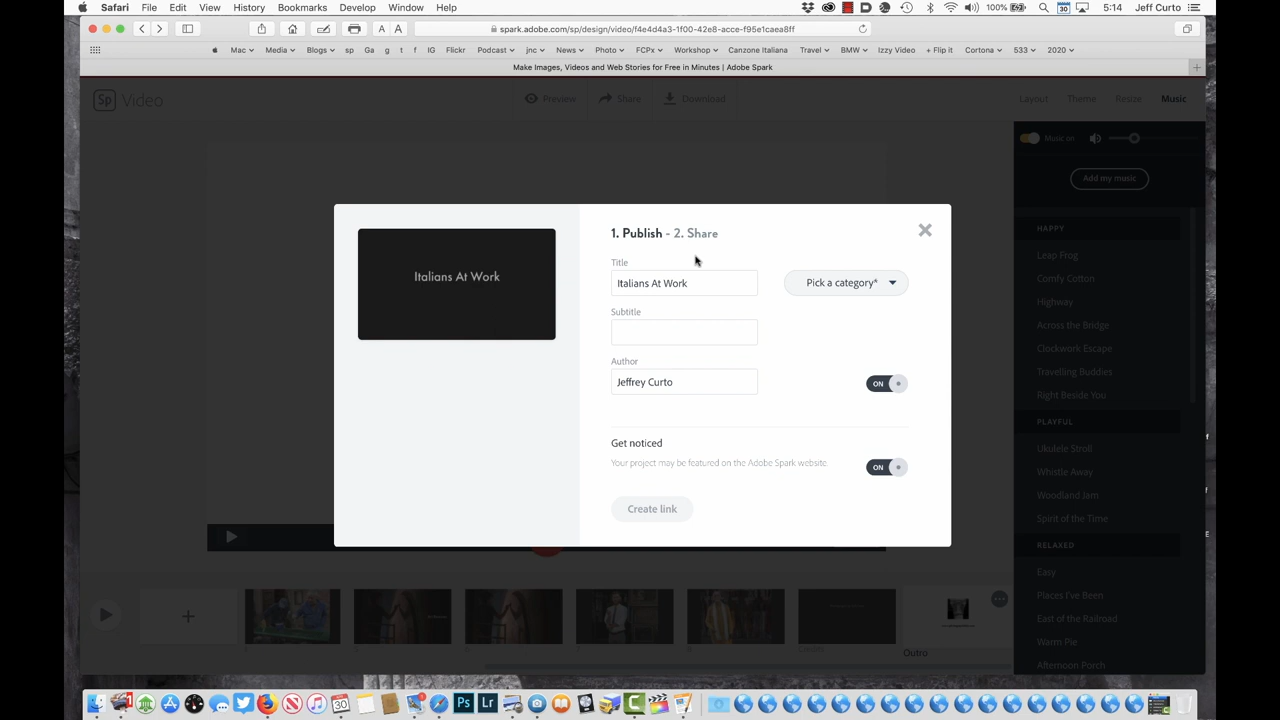 Safari File Edit View History Bookmarks Develop Window Help 100% 30 5:14 Jeff Curto
A A spark.adobe.com/sp/design/video/f4e4d4a3-1f00-42e8-acce-f95e1caea8ff
Mac Media Blogs sp Ga g t f IG Flickr Podcast jnc News Photo FCPx Workshop Canzone Italiana Travel BMW Izzy Video + Flip it Cortona 533 2020
Make Images, Videos and Web Stories for Free in Minutes | Adobe Spark
Sp Video Preview Share Download Layout Theme Resize Music
Music on
Add my music
HAPPY
Leap Frog
Comfy Cotton
Highway
Across the Bridge
Clockwork Escape
Travelling Buddies
Right Beside You
PLAYFUL
Ukulele Stroll
Whistle Away
Woodland Jam
Spirit of the Time
RELAXED
Easy
Places I've Been
East of the Railroad
Warm Pie
Afternoon Porch
Italians At Work
1. Publish - 2. Share
Title
Italians At Work Pick a category*
Subtitle
Author
Jeffrey Curto ON
Get noticed
Your project may be featured on the Adobe Spark website. ON
Create link
Outro
30 Ps Lr